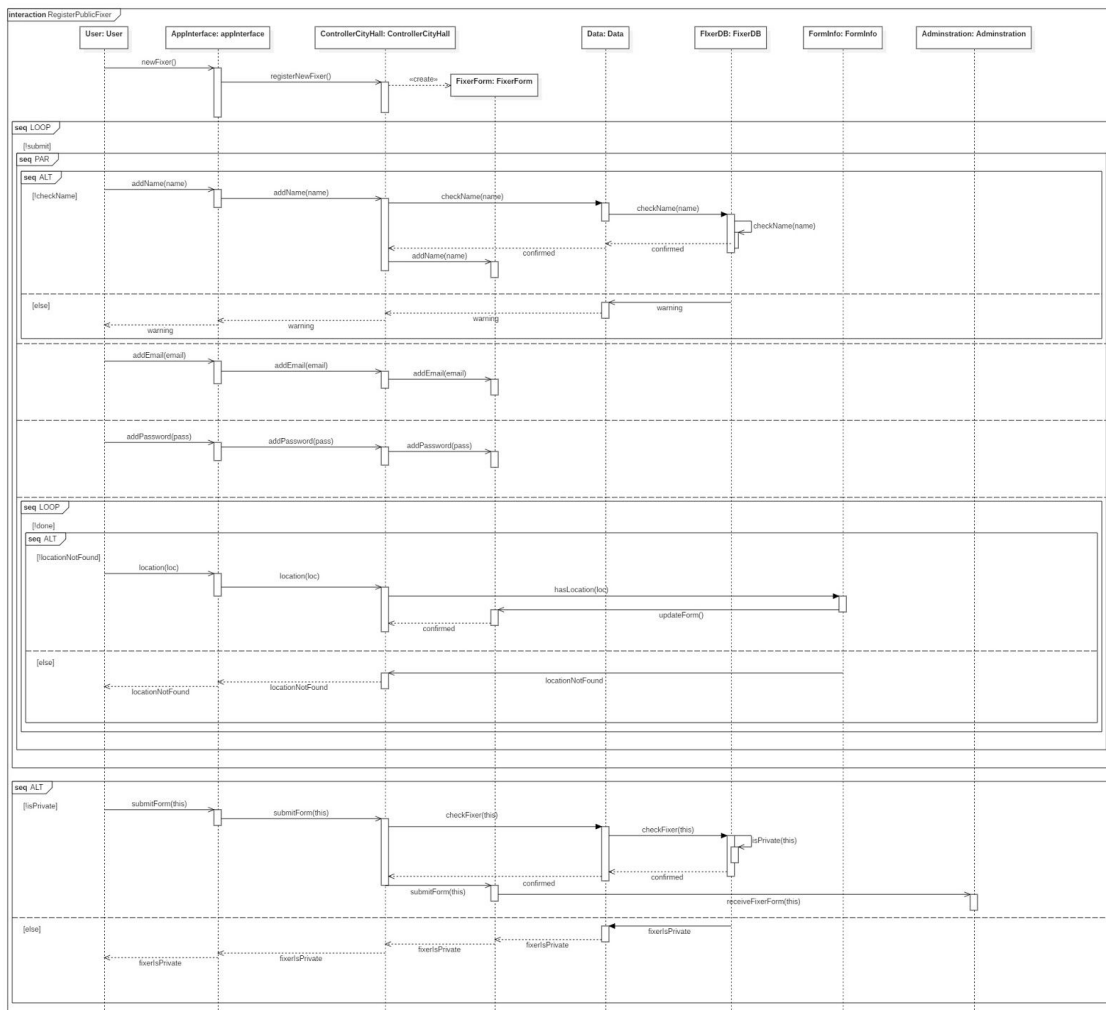 interaction RegisterPublicFixer
User: User
AppInterface: appInterface
ControllerCityHall: ControllerCityHall
Data: Data
FIxerDB: FixerDB
FormInfo: FormInfo
Adminstration: Adminstration
newFixer()
registerNewFixer()
«create»
FixerForm: FixerForm
seq LOOP
[!submit]
seq PAR
seq ALT
[!checkName]
addName(name)
addName(name)
checkName(name)
checkName(name)
checkName(name)
confirmed
confirmed
addName(name)
[else]
warning
warning
warning
warning
addEmail(email)
addEmail(email)
addEmail(email)
addPassword(pass)
addPassword(pass)
addPassword(pass)
seq LOOP
[!done]
seq ALT
[!locationNotFound]
location(loc)
location(loc)
hasLocation(loc)
updateForm()
confirmed
[else]
locationNotFound
locationNotFound
locationNotFound
seq ALT
[!isPrivate]
submitForm(this)
submitForm(this)
checkFixer(this)
checkFixer(this)
isPrivate(this)
confirmed
confirmed
submitForm(this)
receiveFixerForm(this)
[else]
fixerIsPrivate
fixerIsPrivate
fixerIsPrivate
fixerIsPrivate
fixerIsPrivate